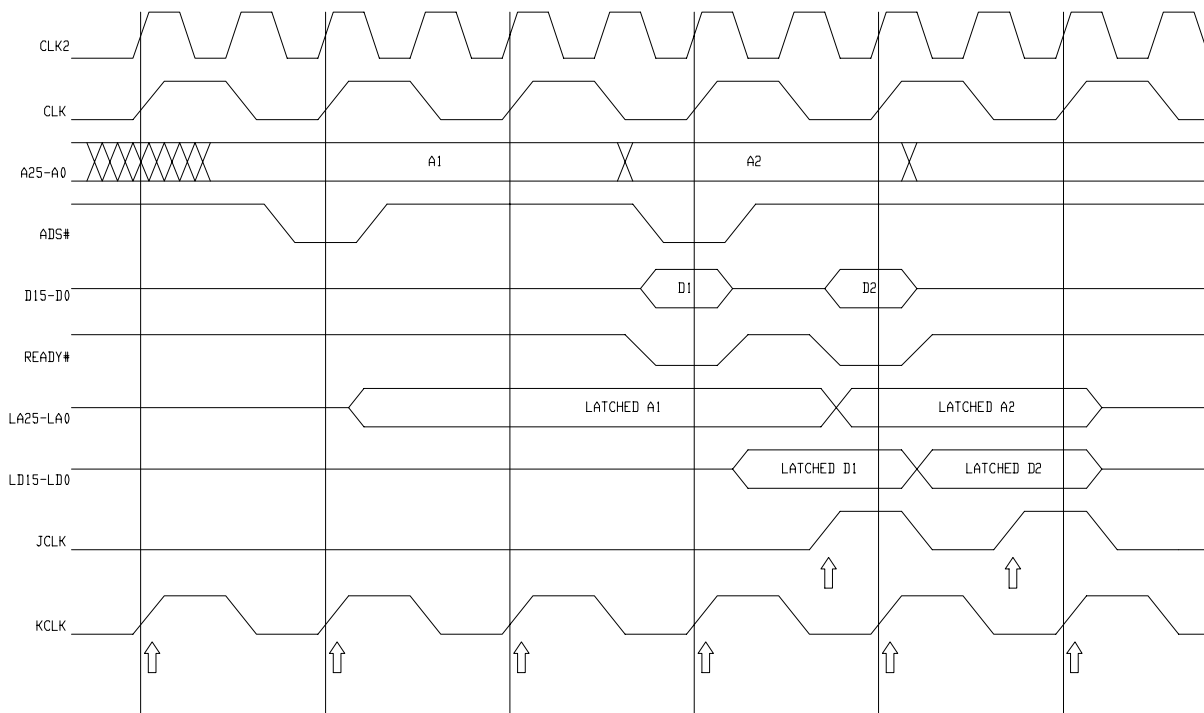 CLK2
CLK
A25-A0 A1 A2
ADS#
D15-D0 D1 D2
READY#
LA25-LA0 LATCHED A1 LATCHED A2
LD15-LD0 LATCHED D1 LATCHED D2
JCLK
KCLK